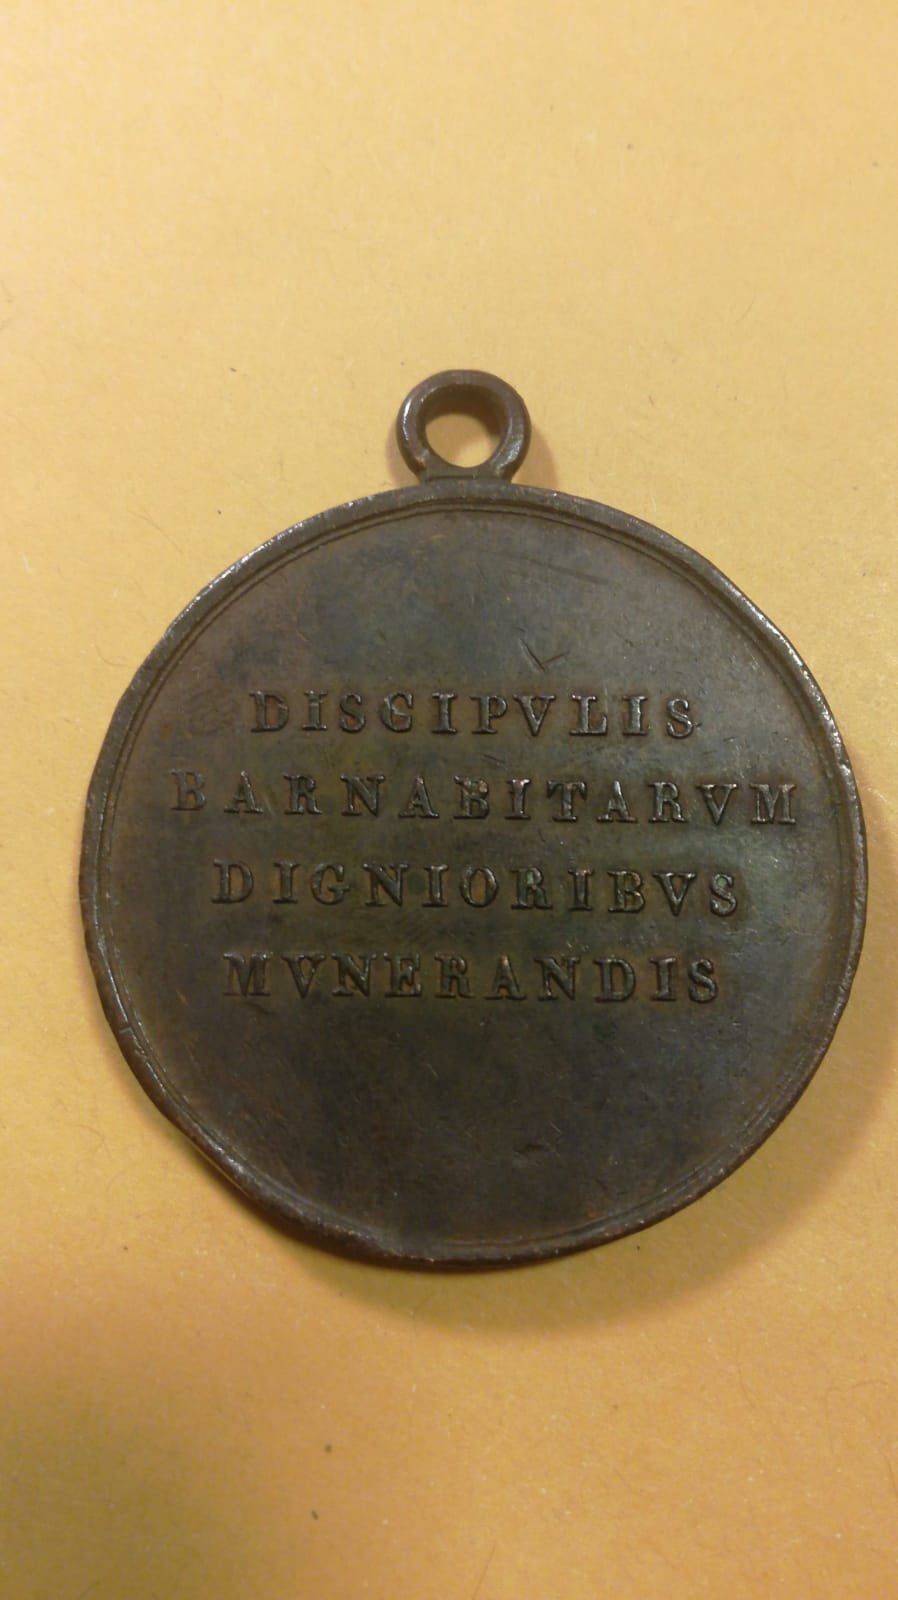 DISCIPVLIS
BARNABITARVM
DIGNIORIBVS
MVNERANDIS